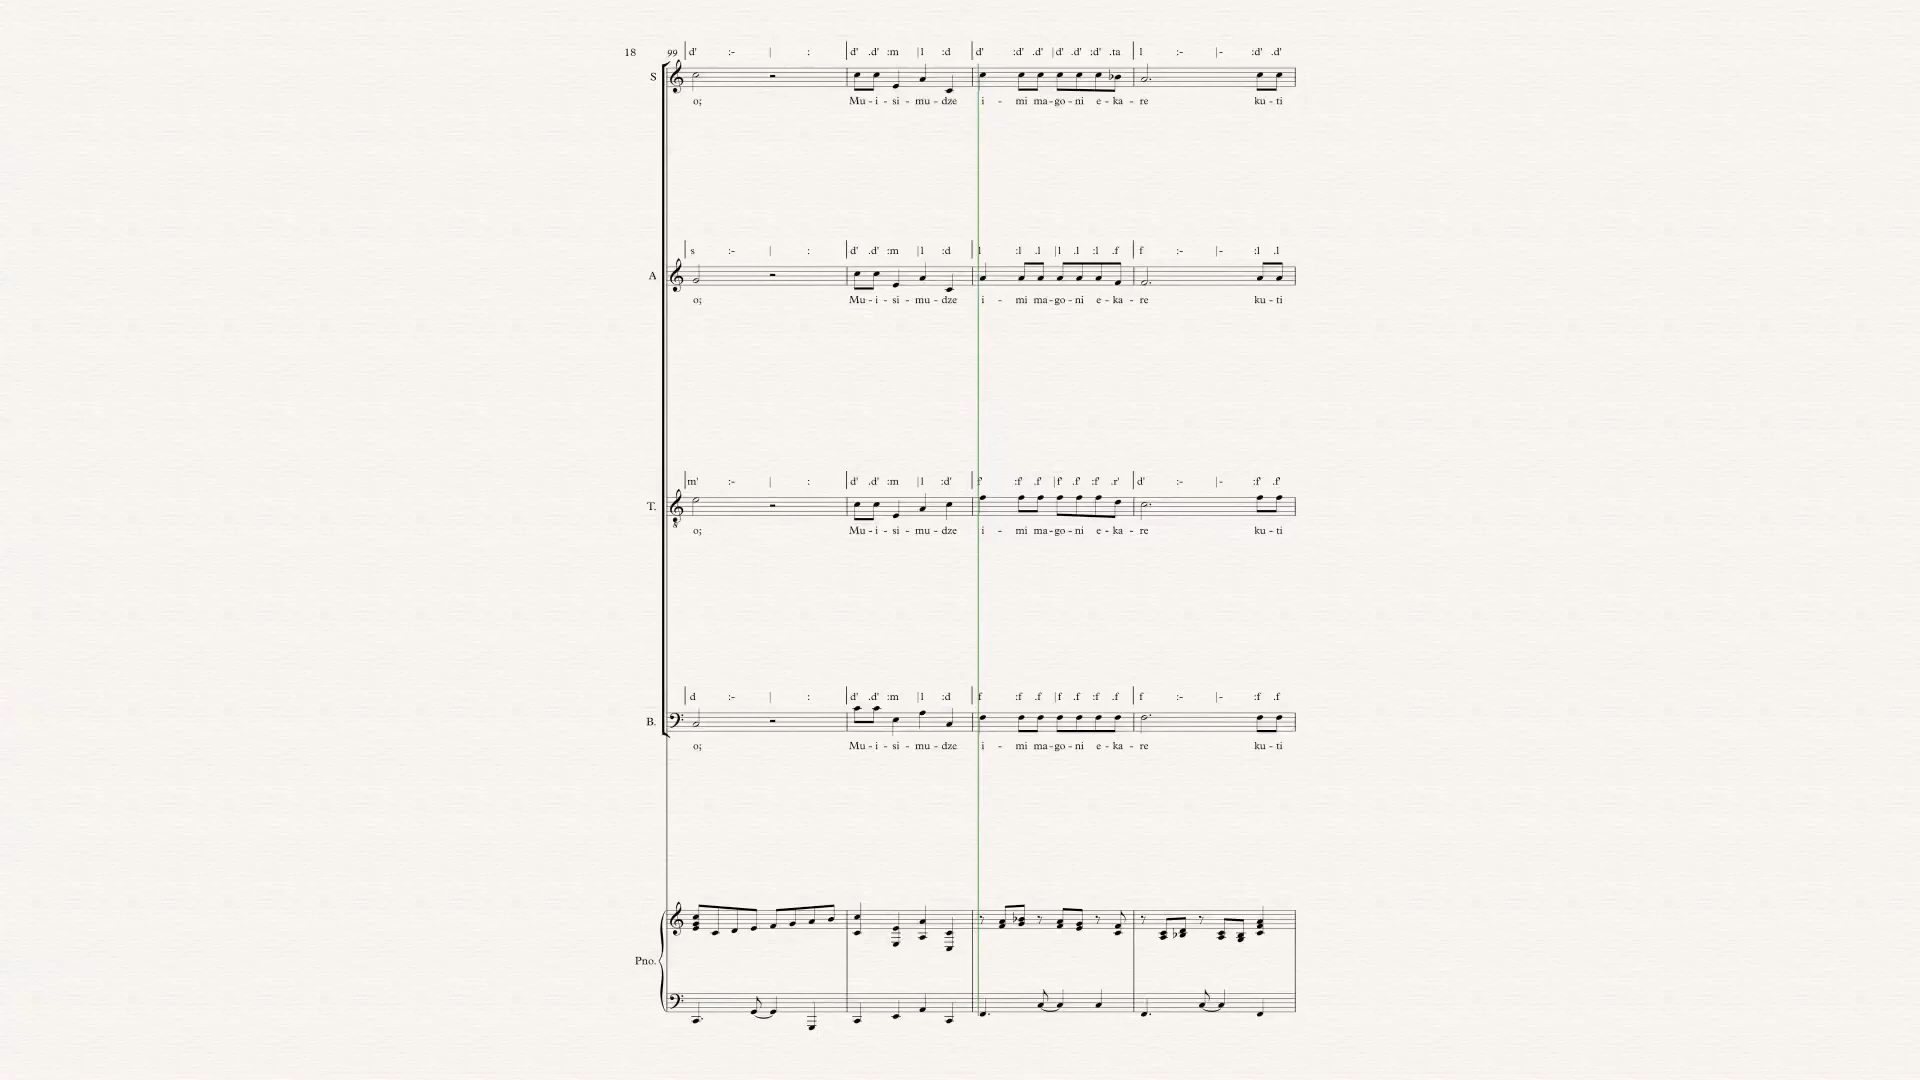 18 99 d' :- | : d' .d' :m |l :d d' :d' .d' |d' .d' :d' .ta l :- |- :d' .d'
S
o; Mu - i - si - mu - dze i - mi ma - go - ni e - ka - re ku - ti
s :- | : d' .d' :m |l :d l :l .l |l .l :l .f f :- |- :l .l
A
o; Mu - i - si - mu - dze i - mi ma - go - ni e - ka - re ku - ti
m' :- | : d' .d' :m |l :d' f' :f' .f' |f' .f' :f' .r' d' :- |- :f' .f'
T.
o; Mu - i - si - mu - dze i - mi ma - go - ni e - ka - re ku - ti
d :- | : d' .d' :m |l :d f :f .f |f .f :f .f f :- |- :f .f
B.
o; Mu - i - si - mu - dze i - mi ma - go - ni e - ka - re ku - ti
Pno.